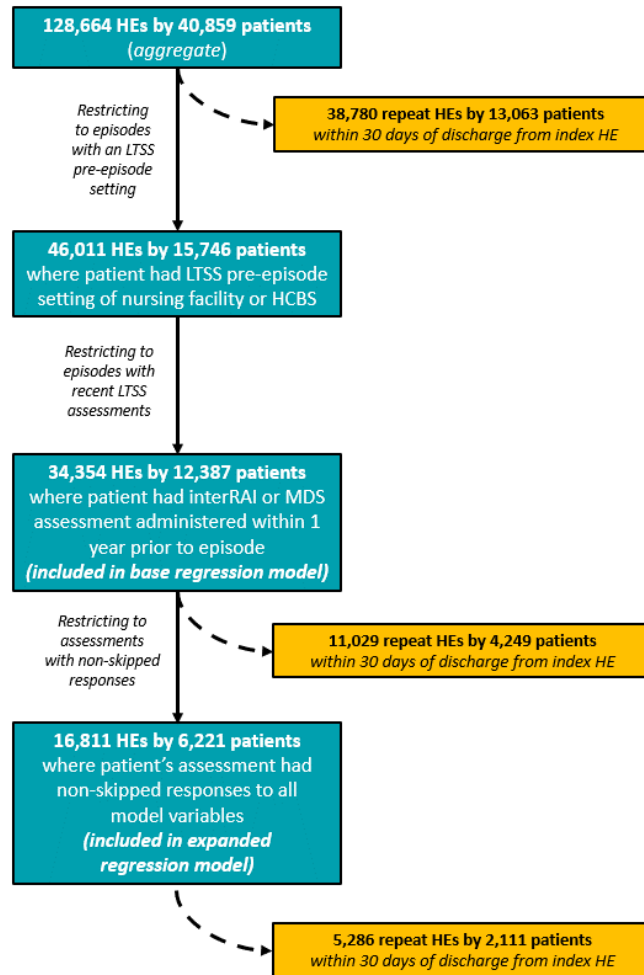 128,664 HEs by 40,859 patients
(aggregate)
Restricting
to episodes
with an LTSS
pre-episode
setting
38,780 repeat HEs by 13,063 patients
within 30 days of discharge from index HE
46,011 HEs by 15,746 patients
where patient had LTSS pre-episode
setting of nursing facility or HCBS
Restricting to
episodes with
recent LTSS
assessments
34,354 HEs by 12,387 patients
where patient had interRAI or MDS
assessment administered within 1
year prior to episode
(included in base regression model)
Restricting to
assessments
with non-skipped
responses
11,029 repeat HEs by 4,249 patients
within 30 days of discharge from index HE
16,811 HEs by 6,221 patients
where patient's assessment had
non-skipped responses to all
model variables
(included in expanded
regression model)
5,286 repeat HEs by 2,111 patients
within 30 days of discharge from index HE